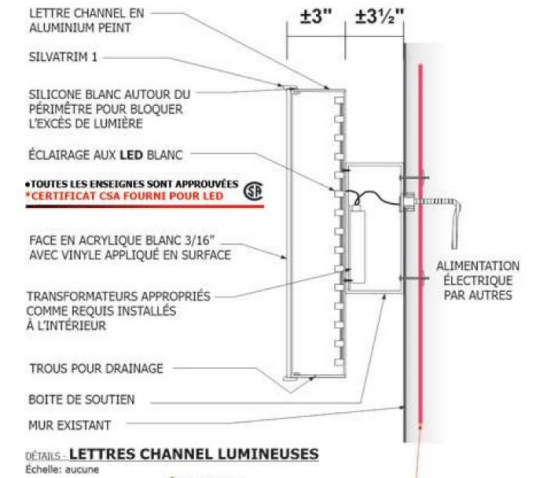 LETTRE CHANNEL EN
ALUMINIUM PEINT
±3"
±3½"
SILVATRIM 1
SILICONE BLANC AUTOUR DU
PÉRIMÊTRE POUR BLOQUER
L'EXCÈS DE LUMIÈRE
ÉCLAIRAGE AUX LED BLANC
•TOUTES LES ENSEIGNES SONT APPROUVÉES
*CERTIFICAT CSA FOURNI POUR LED
FACE EN ACRYLIQUE BLANC 3/16"
AVEC VINYLE APPLIQUÉ EN SURFACE
ALIMENTATION
ÉLECTRIQUE
PAR AUTRES
TRANSFORMATEURS APPROPRIÉS
COMME REQUIS INSTALLÉS
À L'INTÉRIEUR
TROUS POUR DRAINAGE
BOITE DE SOUTIEN
MUR EXISTANT
DÉTAILS - LETTRES CHANNEL LUMINEUSES
Échelle: aucune